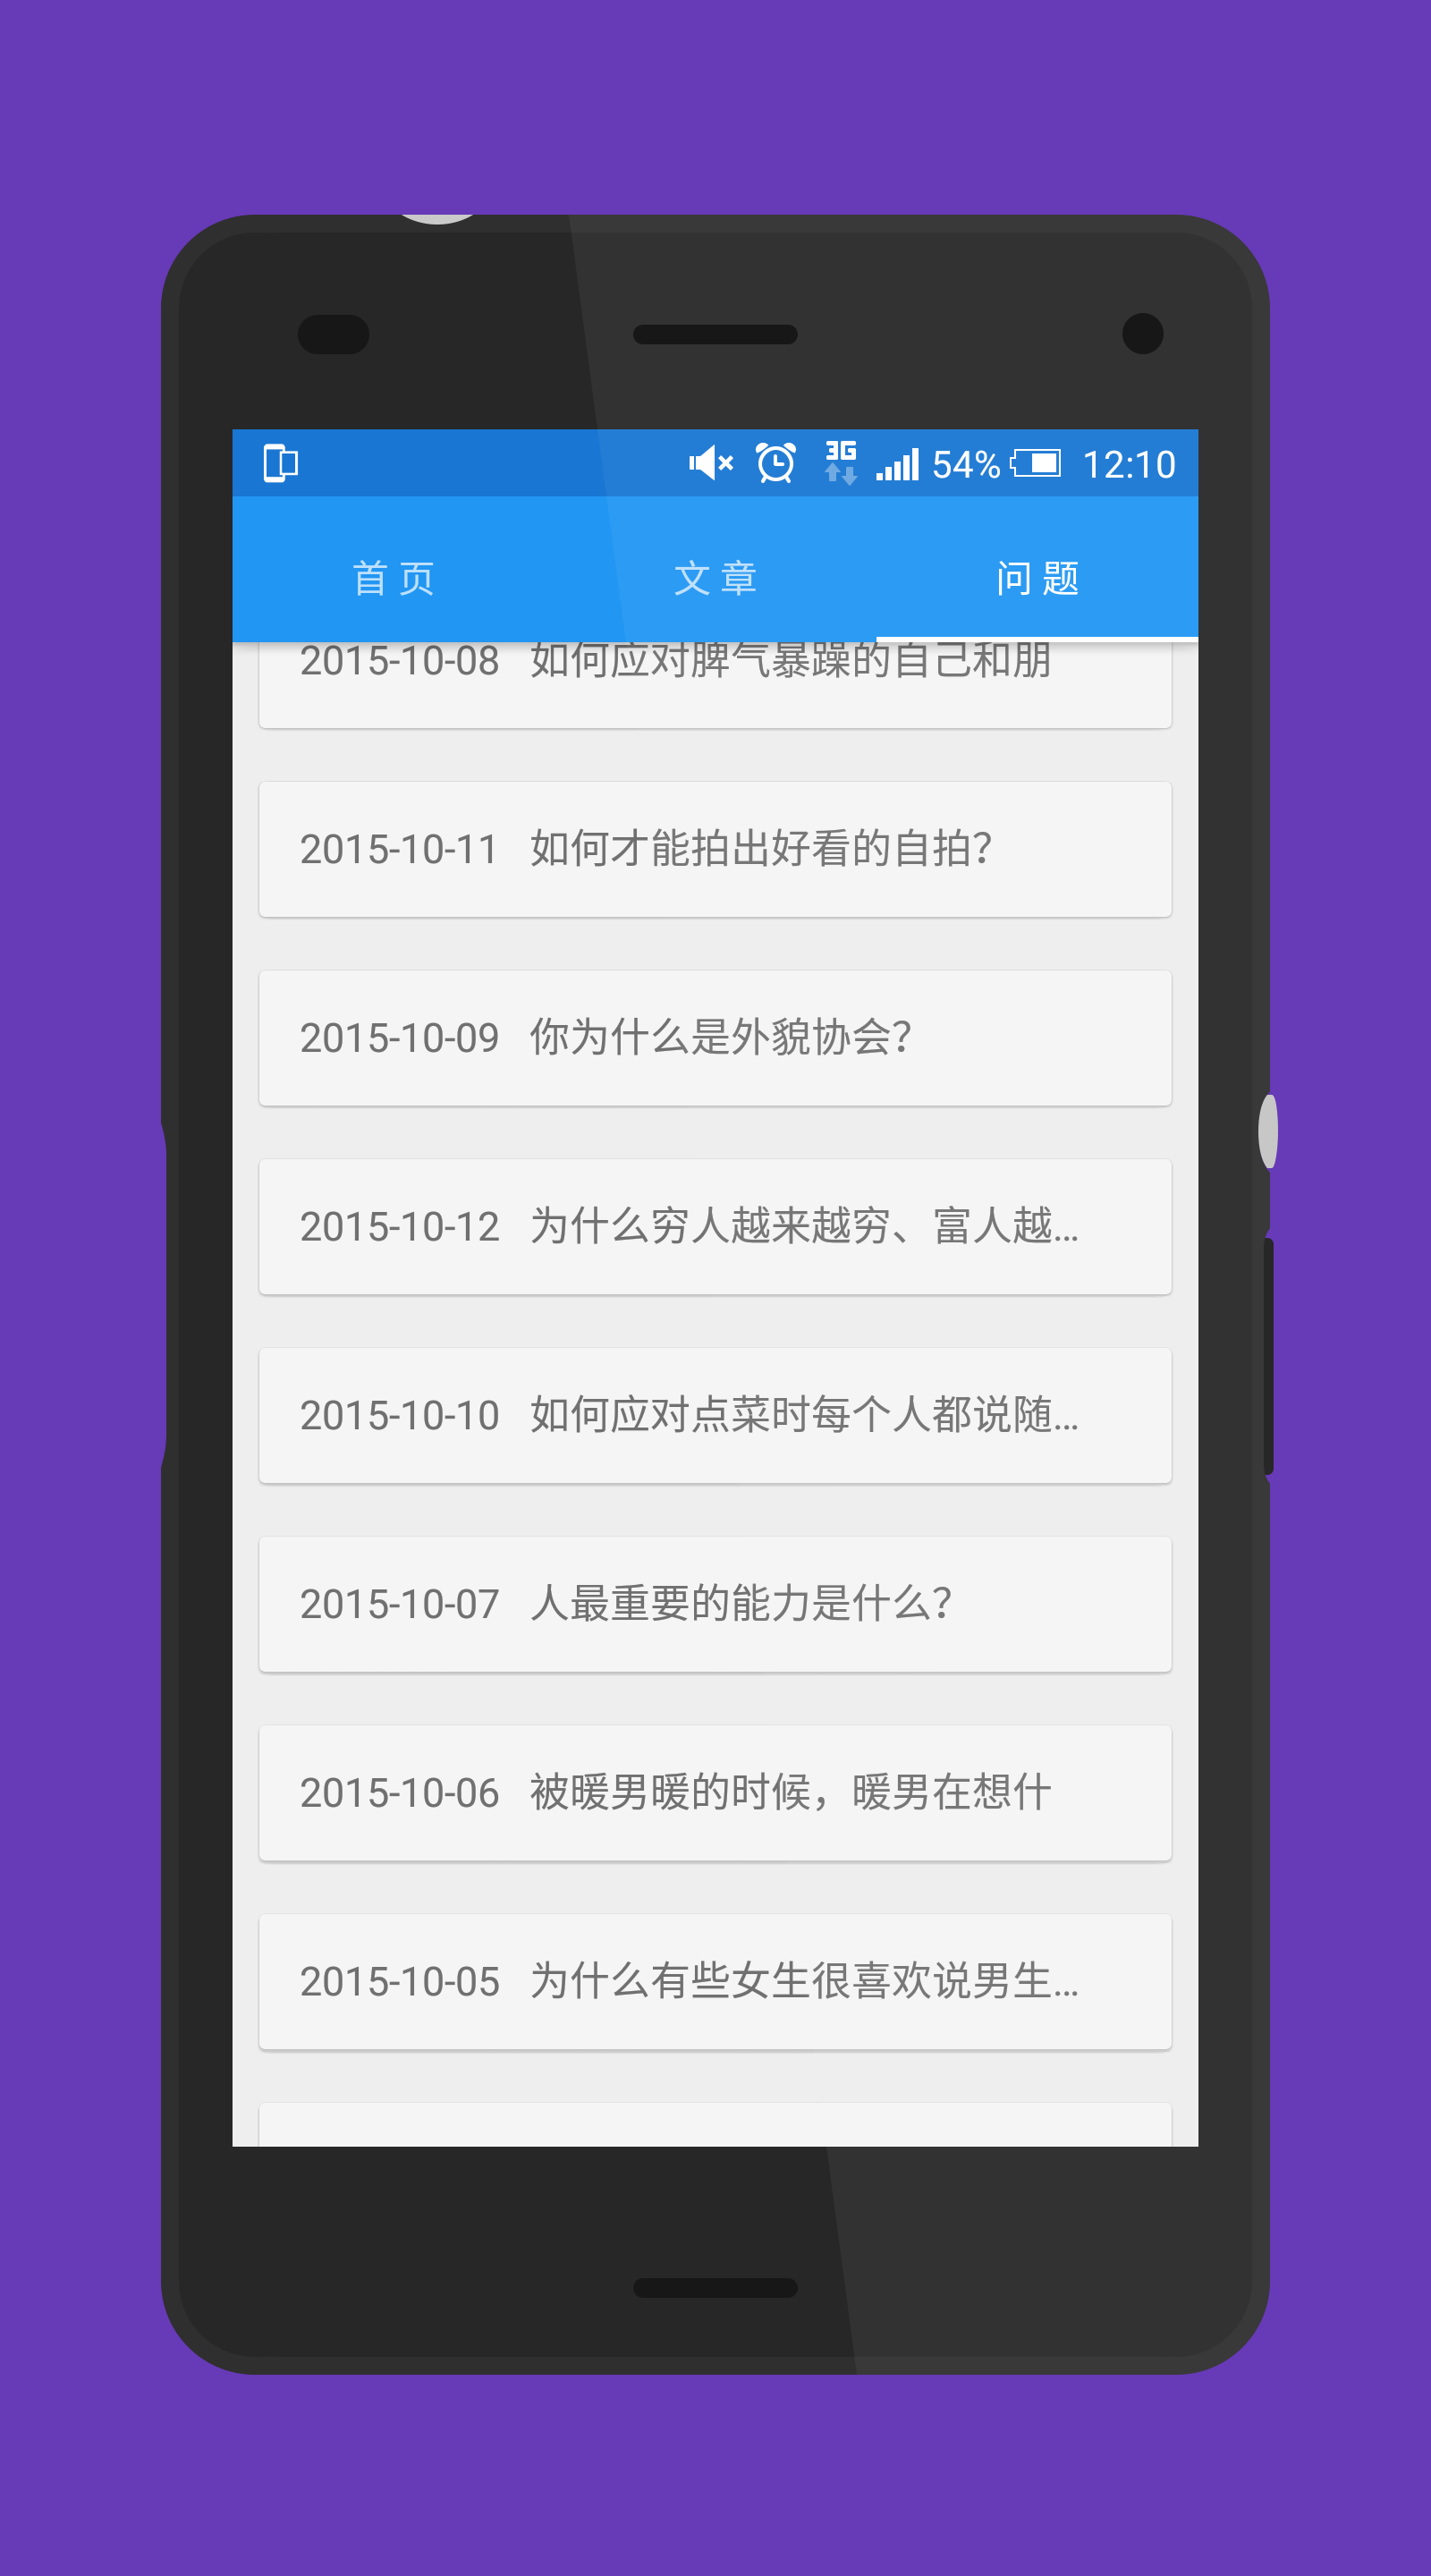 3G 54% 12:10
首页 文章 问题
2015-10-08 如何应对脾气暴躁的自己和朋
2015-10-11 如何才能拍出好看的自拍？
2015-10-09 你为什么是外貌协会？
2015-10-12 为什么穷人越来越穷、富人越...
2015-10-10 如何应对点菜时每个人都说随...
2015-10-07 人最重要的能力是什么？
2015-10-06 被暖男暖的时候，暖男在想什
2015-10-05 为什么有些女生很喜欢说男生...